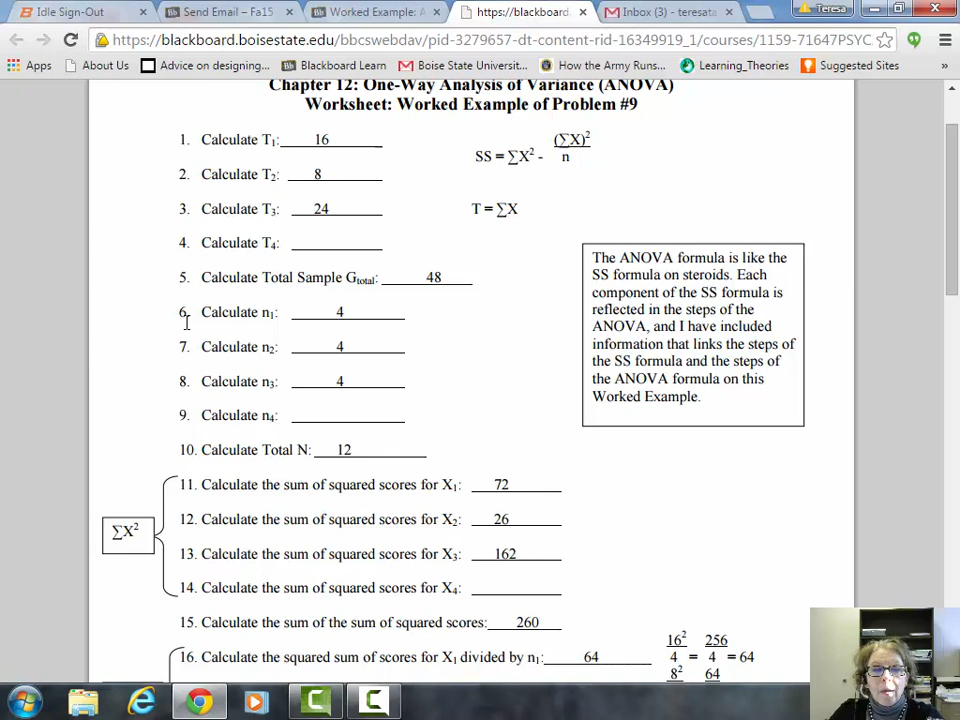 Idle Sign-Out
Send Email – Fa15
Worked Example: A
https://blackboard.
Inbox (3) - teresata
Teresa
https://blackboard.boisestate.edu/bbcswebdav/pid-3279657-dt-content-rid-16349919_1/courses/1159-71647PSYC
Apps
About Us
Advice on designing...
Blackboard Learn
Boise State Universit...
How the Army Runs...
Learning_Theories
Suggested Sites
»
Chapter 12: One-Way Analysis of Variance (ANOVA)
Worksheet: Worked Example of Problem #9
1. Calculate T₁: 16
SS = ∑X² - (∑X)²
n
2. Calculate T₂: 8
3. Calculate T₃: 24
T = ∑X
4. Calculate T₄:
5. Calculate Total Sample Gtotal: 48
6. Calculate n₁: 4
7. Calculate n₂: 4
8. Calculate n₃: 4
9. Calculate n₄:
10. Calculate Total N: 12
The ANOVA formula is like the
SS formula on steroids. Each
component of the SS formula is
reflected in the steps of the
ANOVA, and I have included
information that links the steps of
the SS formula and the steps of
the ANOVA formula on this
Worked Example.
∑X²
11. Calculate the sum of squared scores for X₁: 72
12. Calculate the sum of squared scores for X₂: 26
13. Calculate the sum of squared scores for X₃: 162
14. Calculate the sum of squared scores for X₄:
15. Calculate the sum of the sum of squared scores: 260
16. Calculate the squared sum of scores for X₁ divided by n₁: 64
16² 256
4 = 4 = 64
8² 64